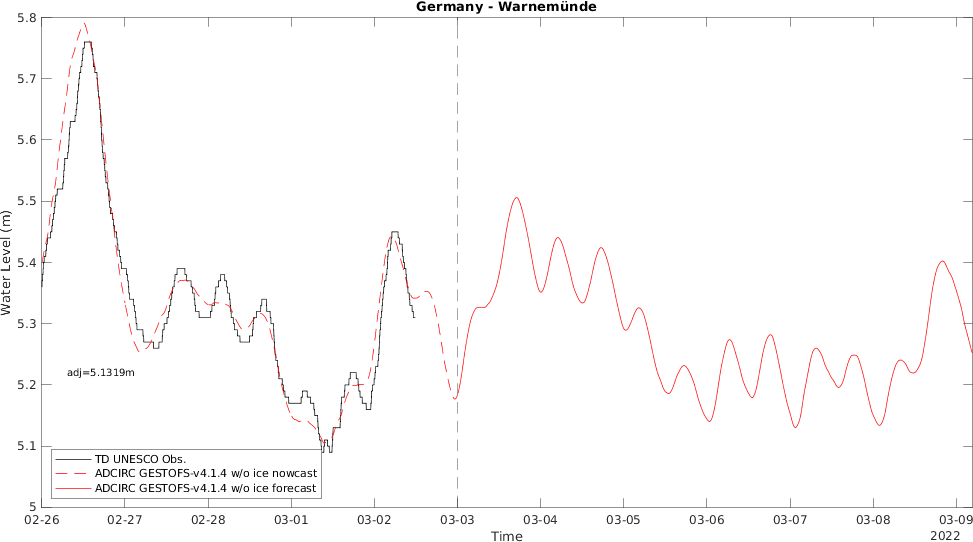 Germany - Warnemünde
5.8
5.7
5.6
5.5
5.4
5.3
5.2
5.1
5
Water Level (m)
adj=5.1319m
TD UNESCO Obs.
ADCIRC GESTOFS-v4.1.4 w/o ice nowcast
ADCIRC GESTOFS-v4.1.4 w/o ice forecast
02-26 02-27 02-28 03-01 03-02 03-03 03-04 03-05 03-06 03-07 03-08 03-09
Time
2022